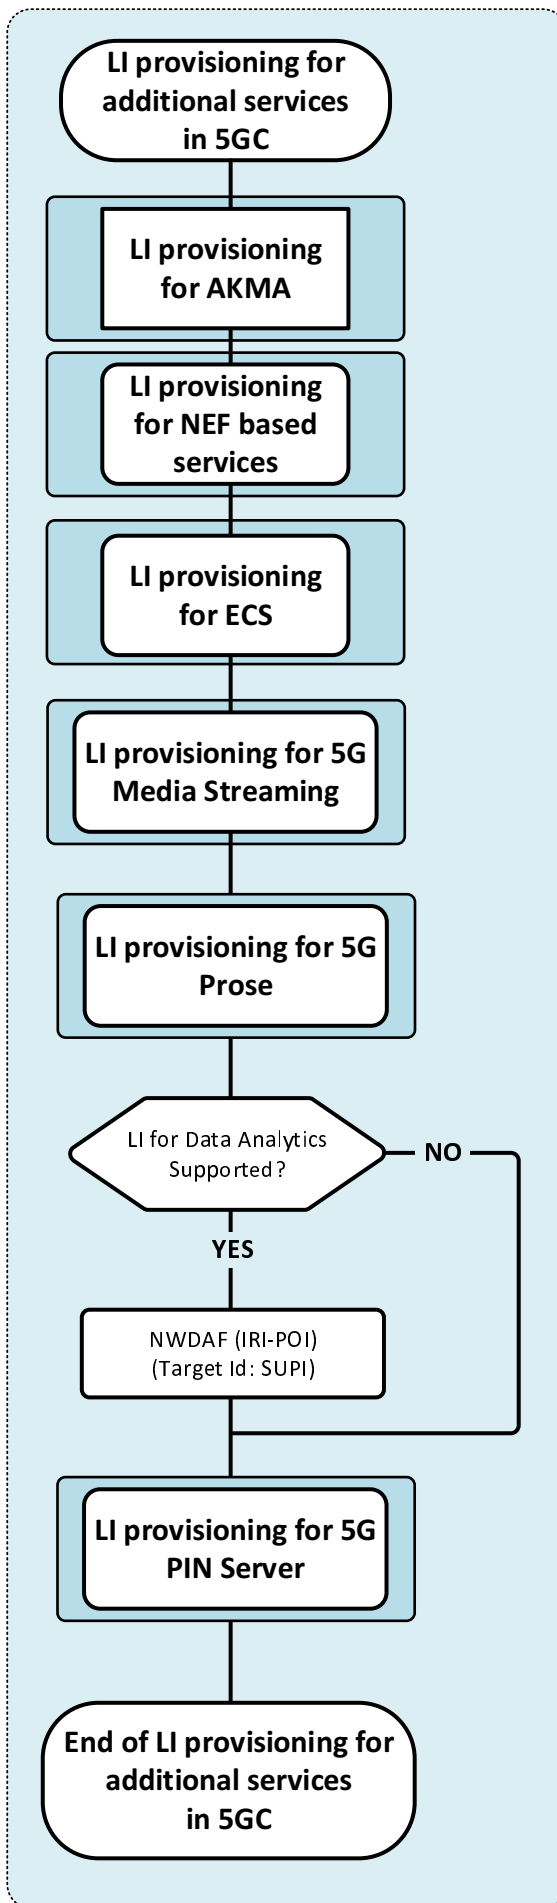 LI provisioning for
additional services
in 5GC
LI provisioning
for AKMA
LI provisioning
for NEF based
services
LI provisioning
for ECS
LI provisioning for 5G
Media Streaming
LI provisioning for 5G
Prose
LI for Data Analytics
Supported?
NO
YES
NWDAF (IRI-POI)
(Target Id: SUPI)
LI provisioning for 5G
PIN Server
End of LI provisioning for
additional services
in 5GC